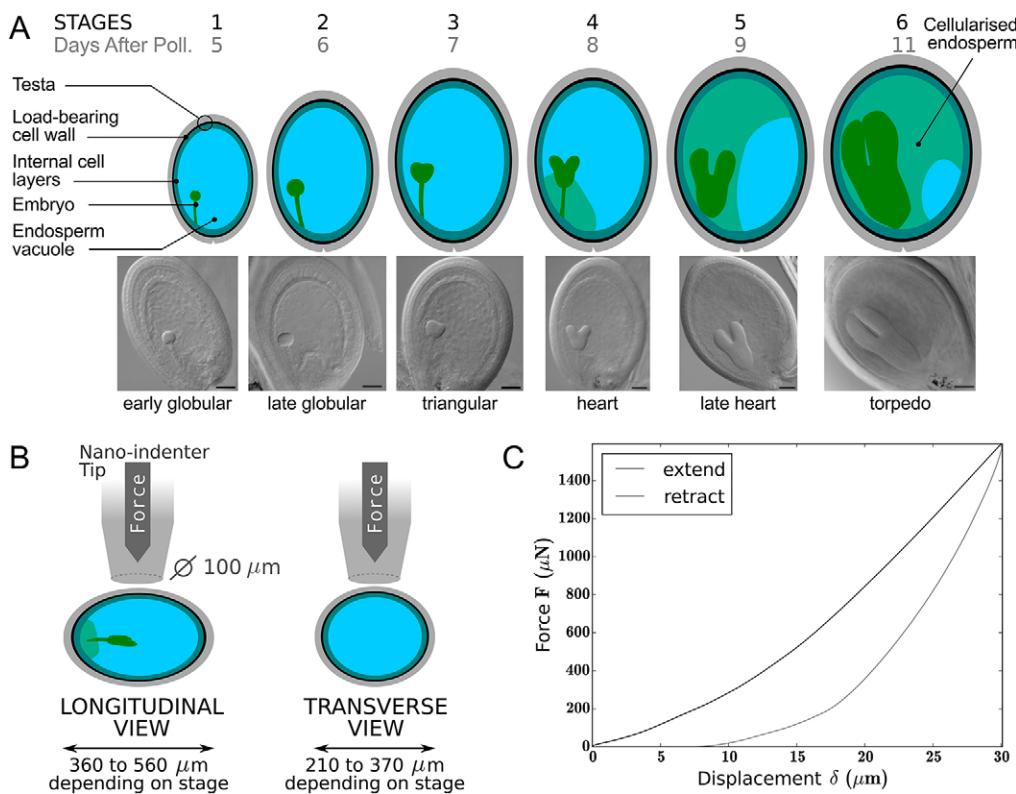 A
STAGES 1 2 3 4 5 6
Days After Poll. 5 6 7 8 9 11
Cellularised
endosperm
Testa
Load-bearing
cell wall
Internal cell
layers
Embryo
Endosperm
vacuole
early globular
late globular
triangular
heart
late heart
torpedo
B
Nano-indenter
Tip
Force
Force
∅ 100 μm
LONGITUDINAL
VIEW
360 to 560 μm
depending on stage
TRANSVERSE
VIEW
210 to 370 μm
depending on stage
C
extend
retract
Force F (μN)
1400
1200
1000
800
600
400
200
0
0 5 10 15 20 25 30
Displacement δ (μm)